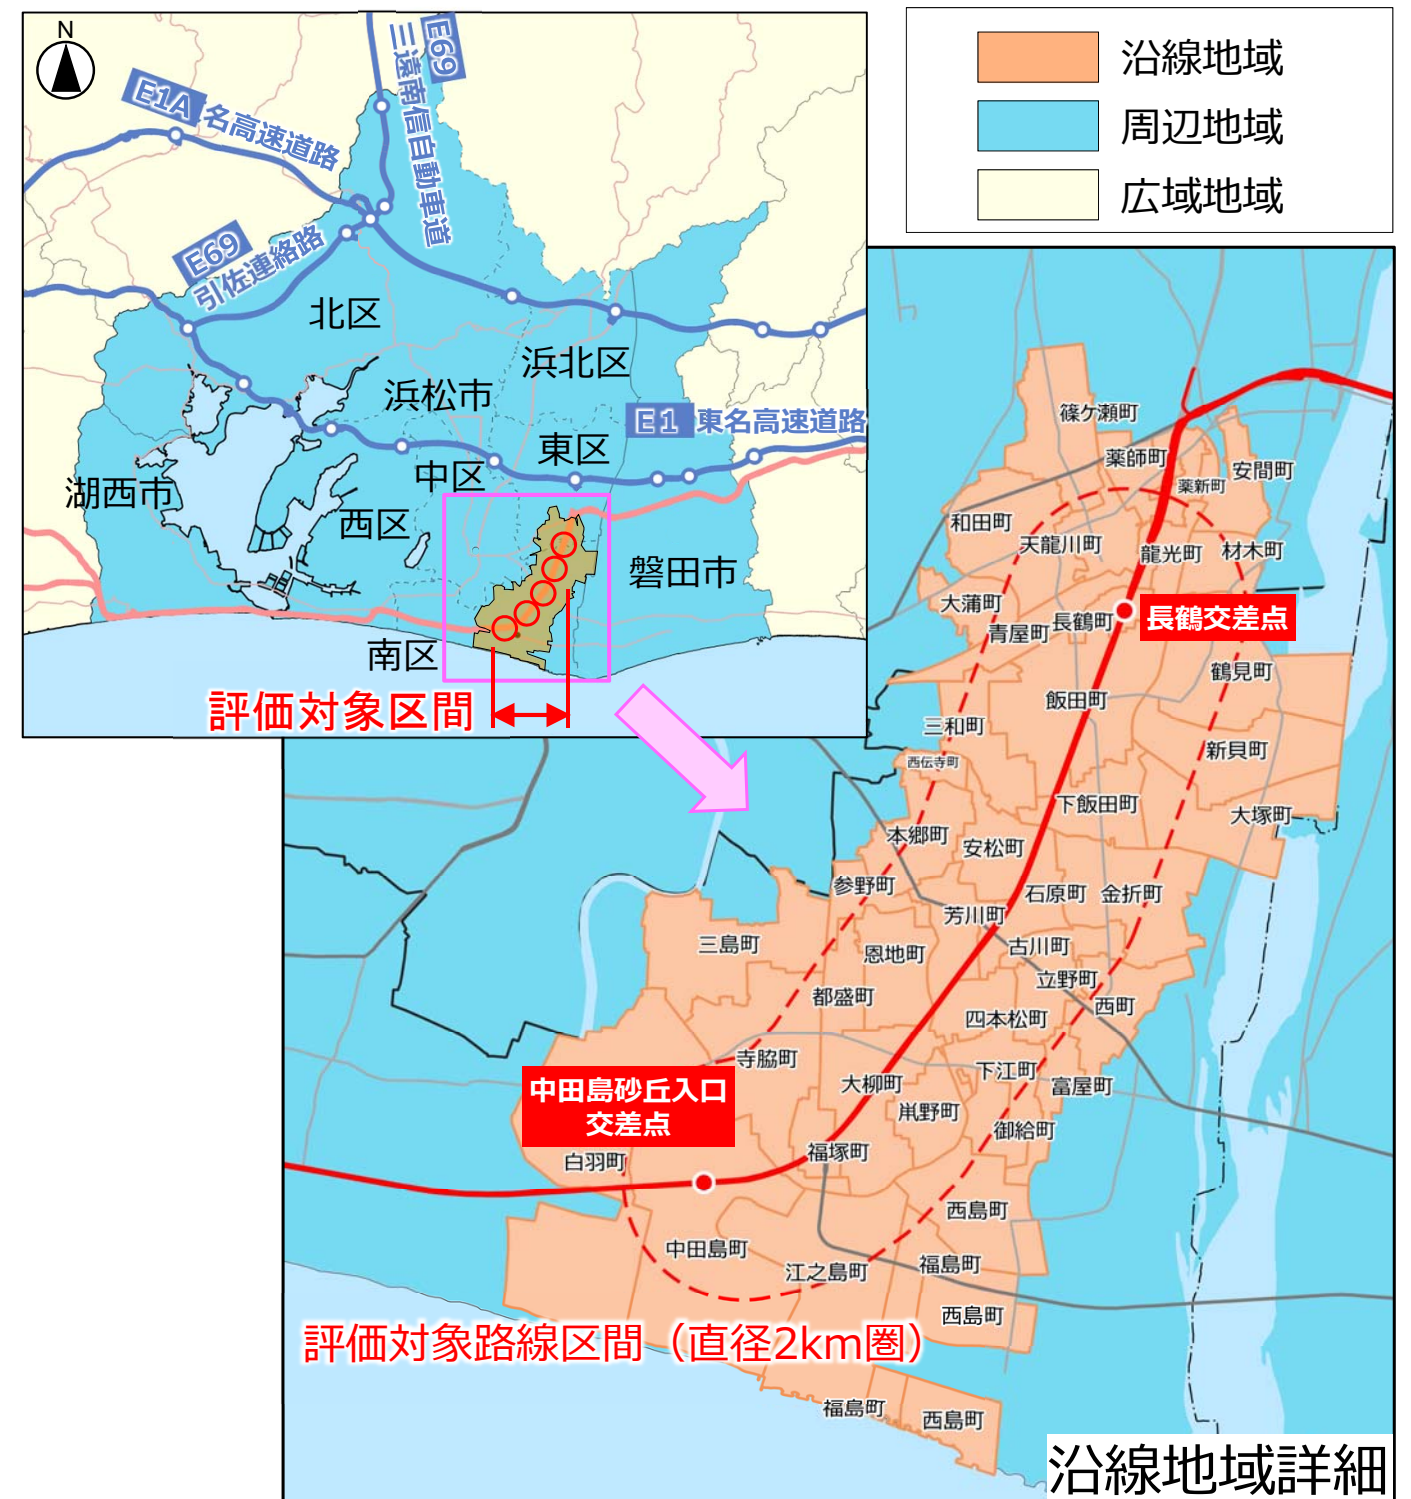 N
E1A 名高速道路
E69
三遠南信自動車道
E69
引佐連絡路
北区
浜北区
浜松市
E1 東名高速道路
東区
中区
湖西市
西区
磐田市
南区
評価対象区間
沿線地域
周辺地域
広域地域
篠ケ瀬町
薬師町
安間町
薬新町
和田町
天龍川町
龍光町
材木町
大蒲町
長鶴町
長鶴交差点
青屋町
鶴見町
飯田町
三和町
新貝町
西伝寺町
下飯田町
大塚町
本郷町
安松町
参野町
石原町
金折町
芳川町
三島町
恩地町
古川町
立野町
都盛町
西町
四本松町
寺脇町
下江町
大柳町
富屋町
中田島砂丘入口
交差点
鼡野町
御給町
福塚町
白羽町
西島町
中田島町
江之島町
福島町
西島町
評価対象路線区間（直径2km圏）
福島町
西島町
沿線地域詳細